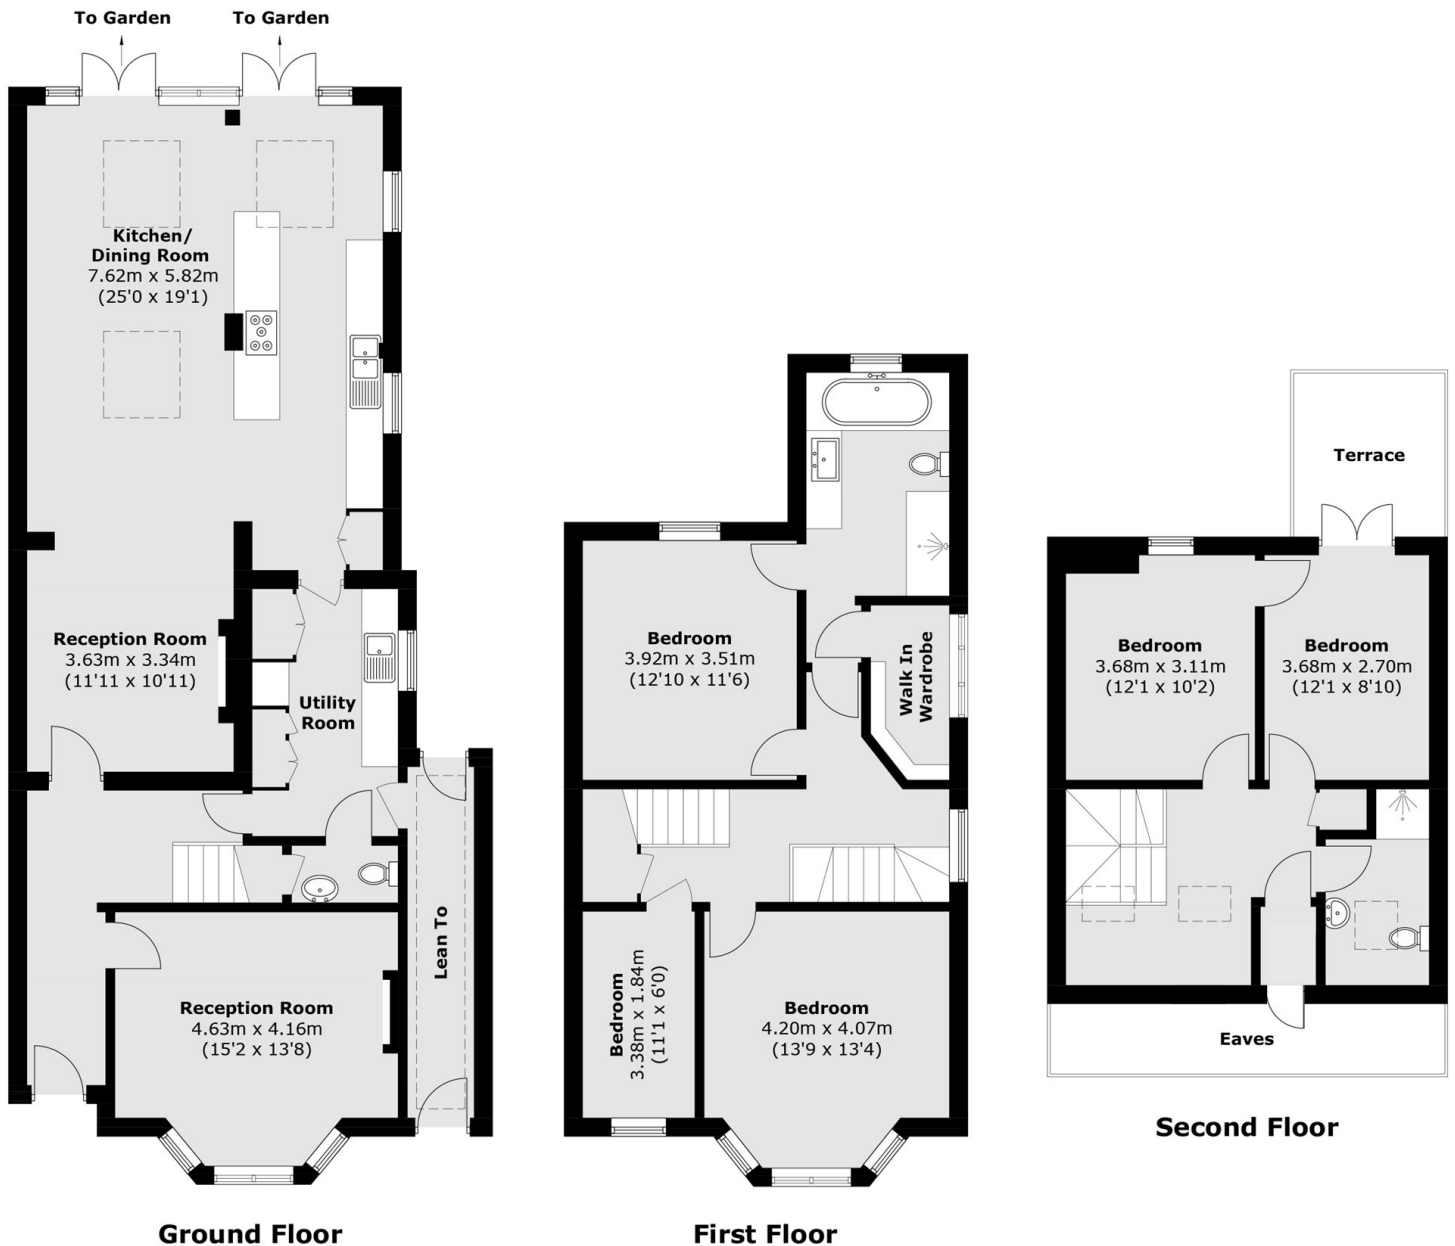 To Garden
To Garden
Kitchen/
Dining Room
7.62m x 5.82m
(25'0 x 19'1)
Reception Room
3.63m x 3.34m
(11'11 x 10'11)
Utility
Room
Lean To
Reception Room
4.63m x 4.16m
(15'2 x 13'8)
Ground Floor
Bedroom
3.92m x 3.51m
(12'10 x 11'6)
Walk In
Wardrobe
Bedroom
3.38m x 1.84m
(11'1 x 6'0)
Bedroom
4.20m x 4.07m
(13'9 x 13'4)
First Floor
Terrace
Bedroom
3.68m x 3.11m
(12'1 x 10'2)
Bedroom
3.68m x 2.70m
(12'1 x 8'10)
Eaves
Second Floor